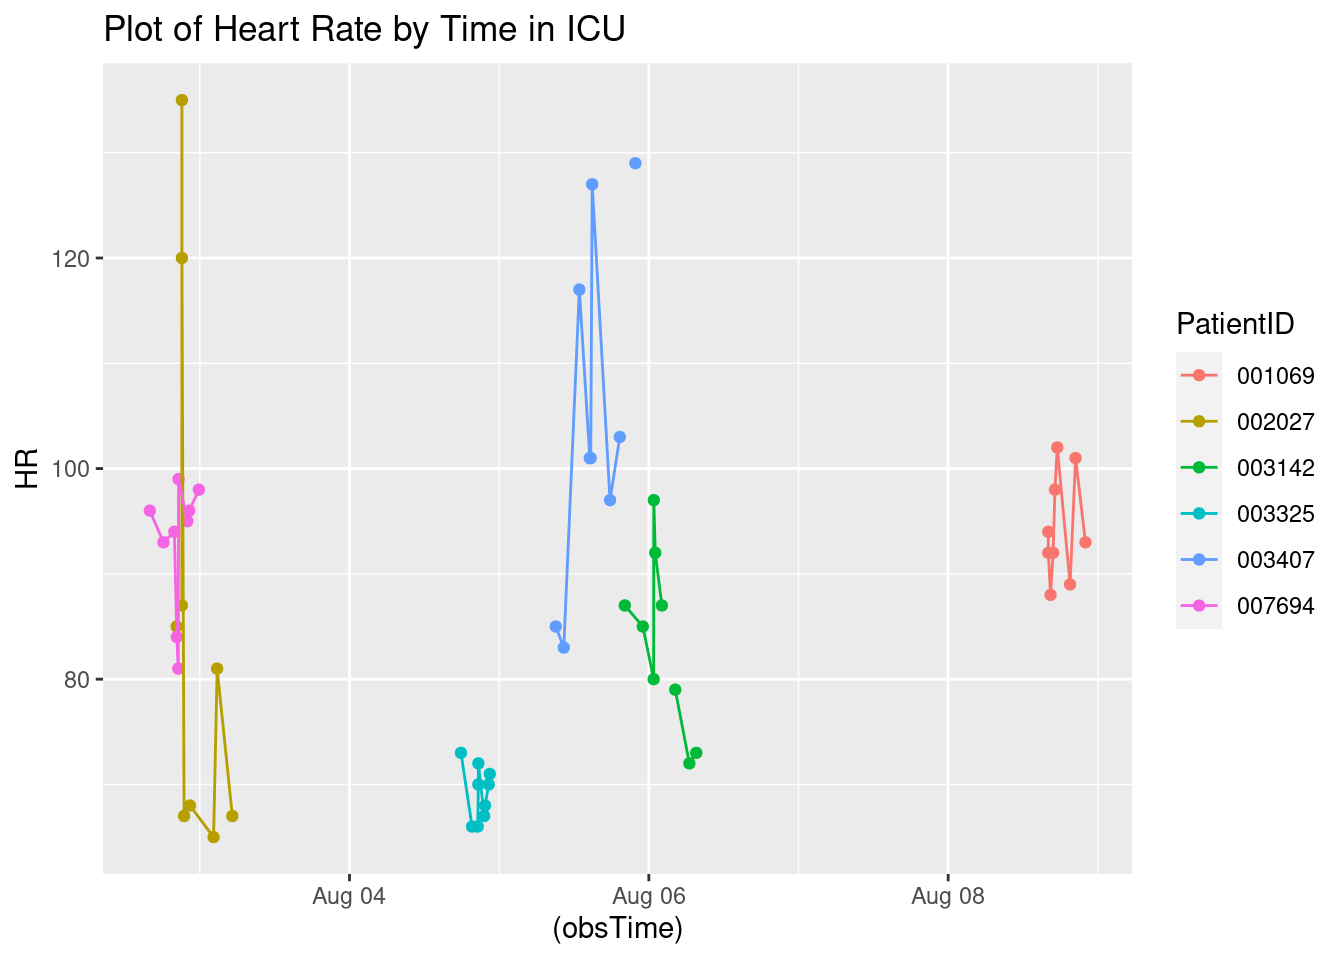 Plot of Heart Rate by Time in ICU
120
100
80
HR
Aug 04
Aug 06
Aug 08
(obsTime)
PatientID
001069
002027
003142
003325
003407
007694